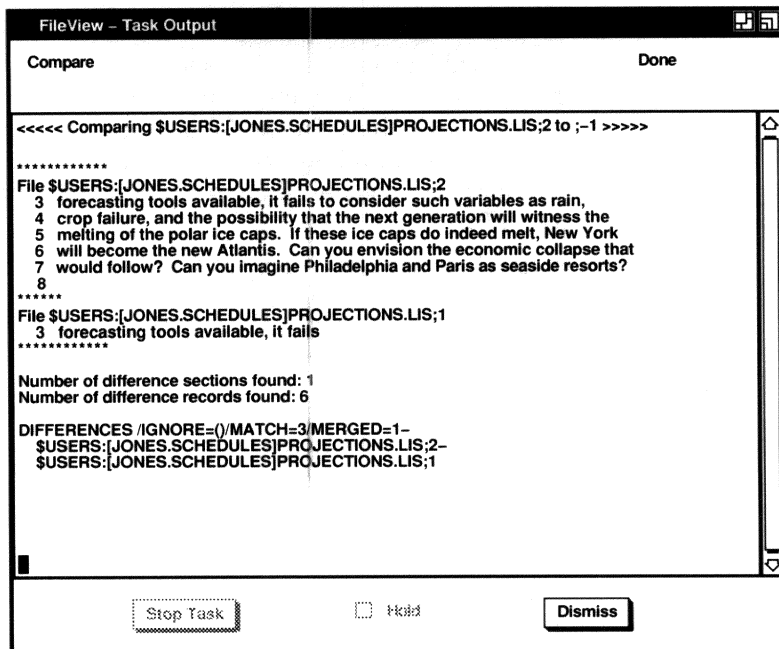 FileView – Task Output
Compare Done
<<<<< Comparing $USERS:[JONES.SCHEDULES]PROJECTIONS.LIS;2 to ;–1 >>>>>
************
File $USERS:[JONES.SCHEDULES]PROJECTIONS.LIS;2
3 forecasting tools available, it fails to consider such variables as rain,
4 crop failure, and the possibility that the next generation will witness the
5 melting of the polar ice caps. If these ice caps do indeed melt, New York
6 will become the new Atlantis. Can you envision the economic collapse that
7 would follow? Can you imagine Philadelphia and Paris as seaside resorts?
8
******
File $USERS:[JONES.SCHEDULES]PROJECTIONS.LIS;1
3 forecasting tools available, it fails
************
Number of difference sections found: 1
Number of difference records found: 6
DIFFERENCES /IGNORE=()/MATCH=3/MERGED=1–
$USERS:[JONES.SCHEDULES]PROJECTIONS.LIS;2–
$USERS:[JONES.SCHEDULES]PROJECTIONS.LIS;1
Stop Task Hold Dismiss